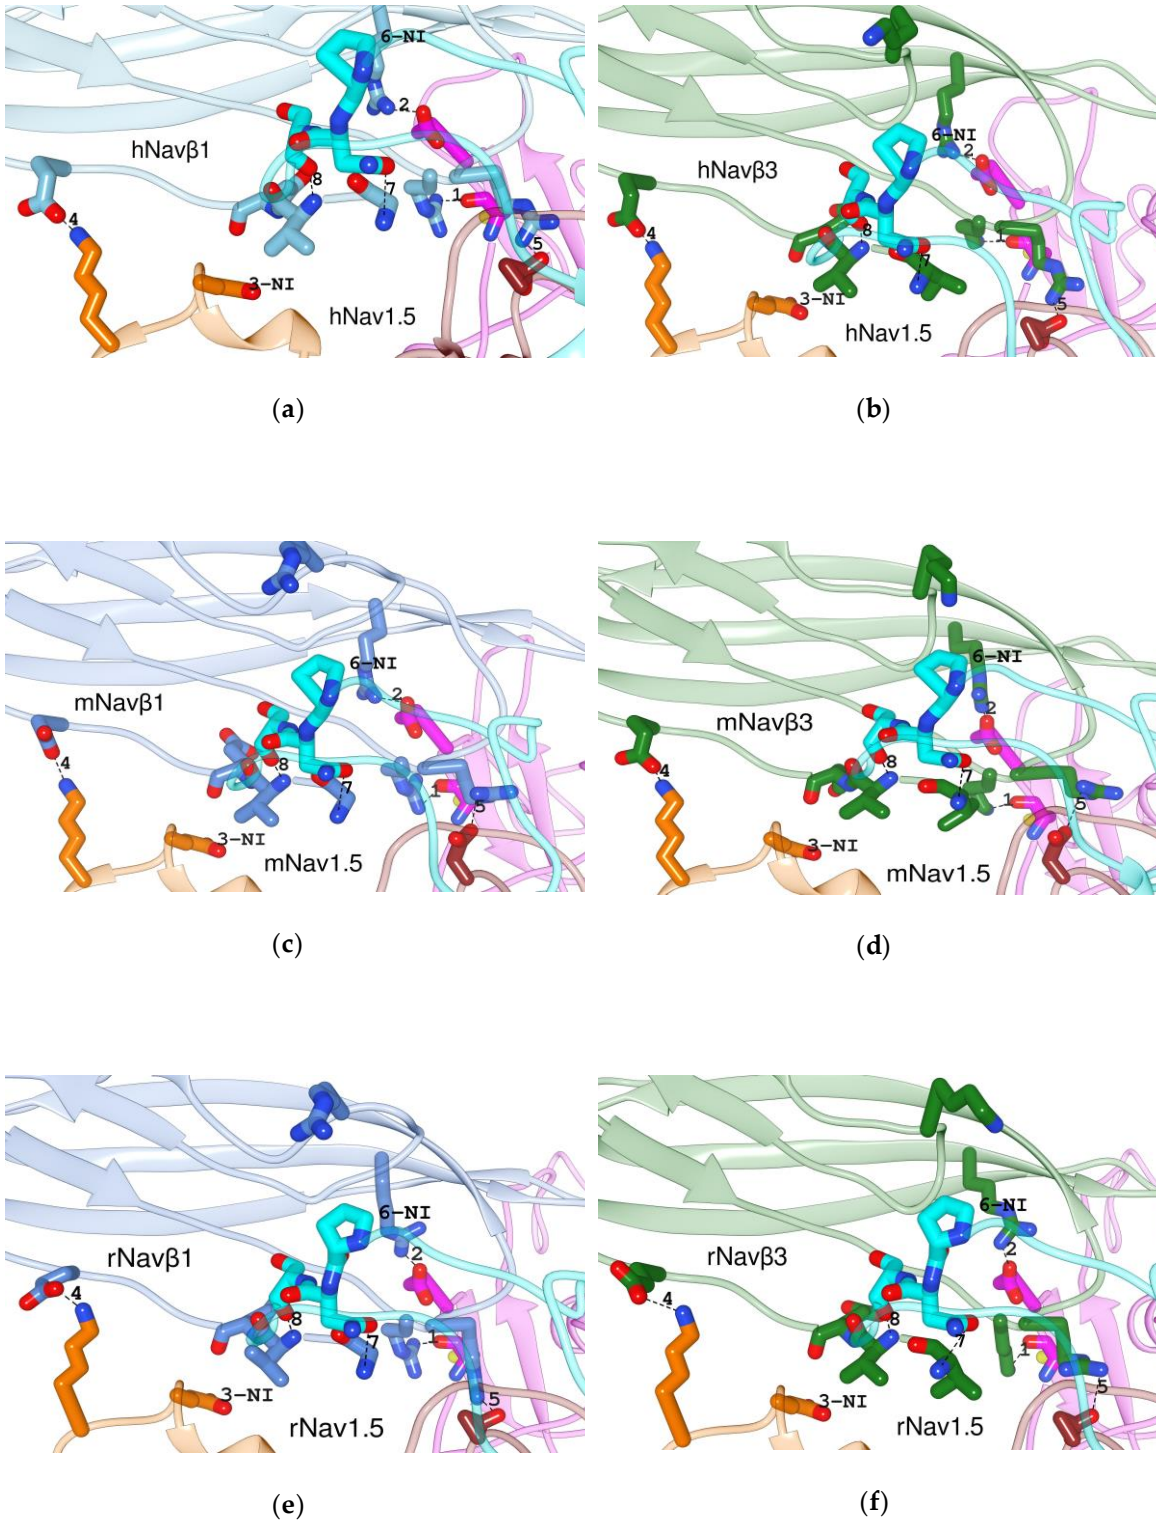 6-NI
2
hNavβ1
8
7
1
4
5
3-NI
hNav1.5
(a)
6-NI
2
hNavβ3
4
8
1
7
3-NI
5
hNav1.5
(b)
6-NI
2
mNavβ1
4
8
7
1
5
3-NI
mNav1.5
(c)
6-NI
2
mNavβ3
4
8
7
1
5
3-NI
mNav1.5
(d)
6-NI
2
rNavβ1
4
8
7
1
3-NI
5
rNav1.5
(e)
6-NI
2
rNavβ3
4
8
7
1
5
3-NI
rNav1.5
(f)